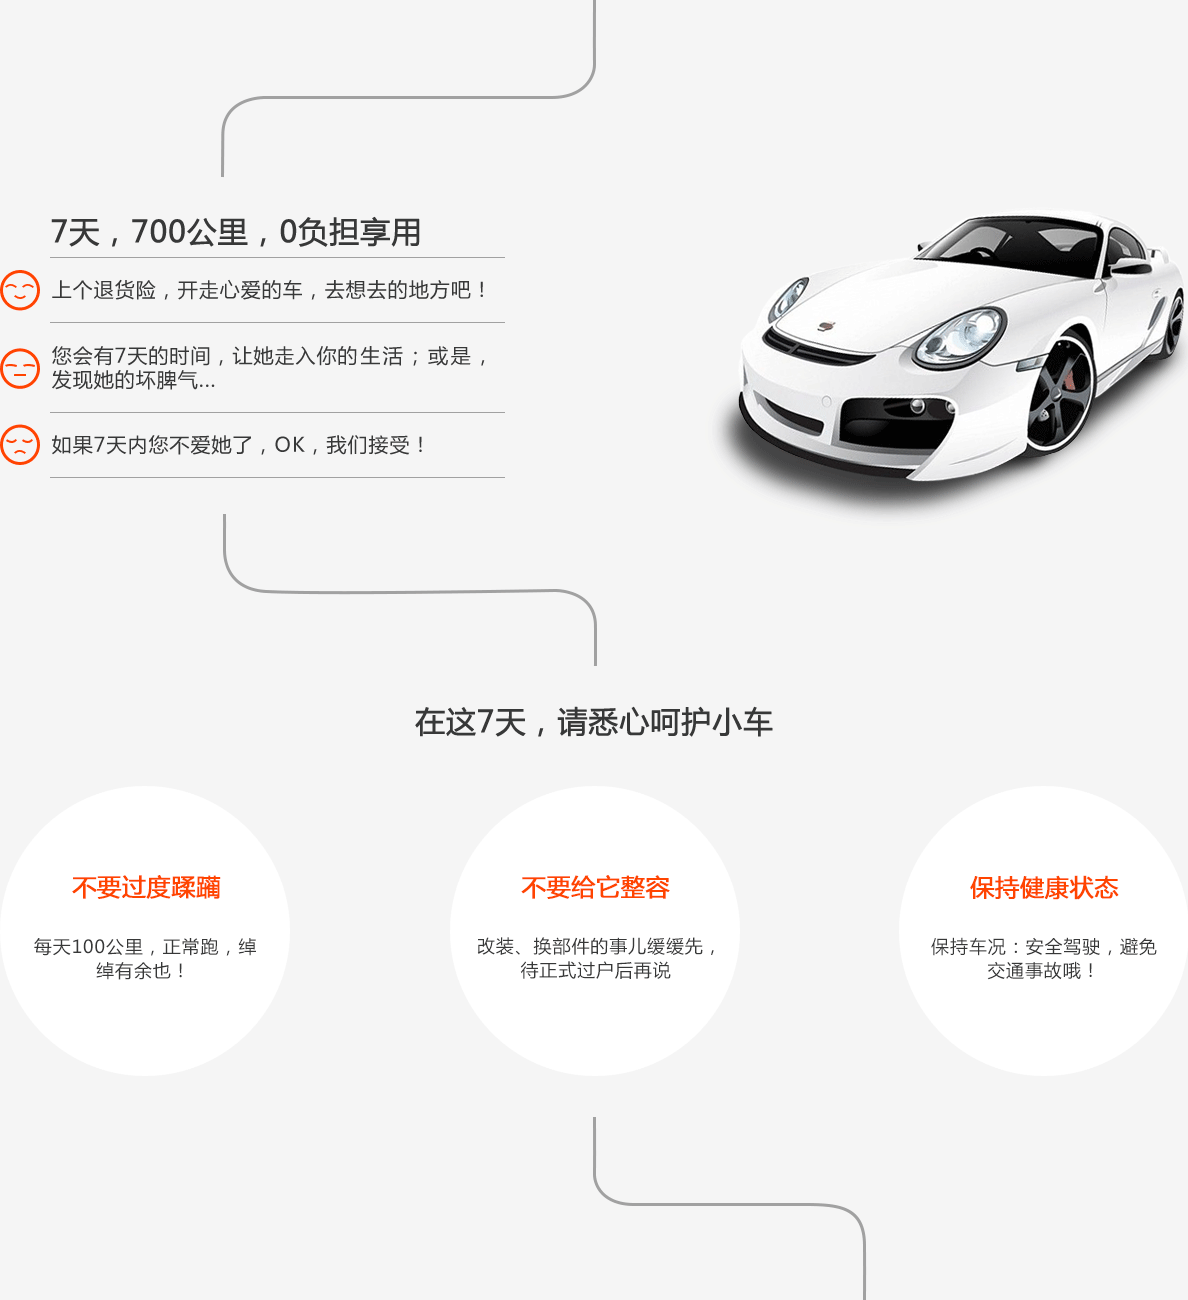 7天，700公里，0负担享用
上个退货险，开走心爱的车，去想去的地方吧！
您会有7天的时间，让她走入你的生活；或是，
发现她的坏脾气...
如果7天内您不爱她了，OK，我们接受！
在这7天，请悉心呵护小车
不要过度蹂躏
每天100公里，正常跑，绰
绰有余也！
不要给它整容
改装、换部件的事儿缓缓先，
待正式过户后再说
保持健康状态
保持车况：安全驾驶，避免
交通事故哦！